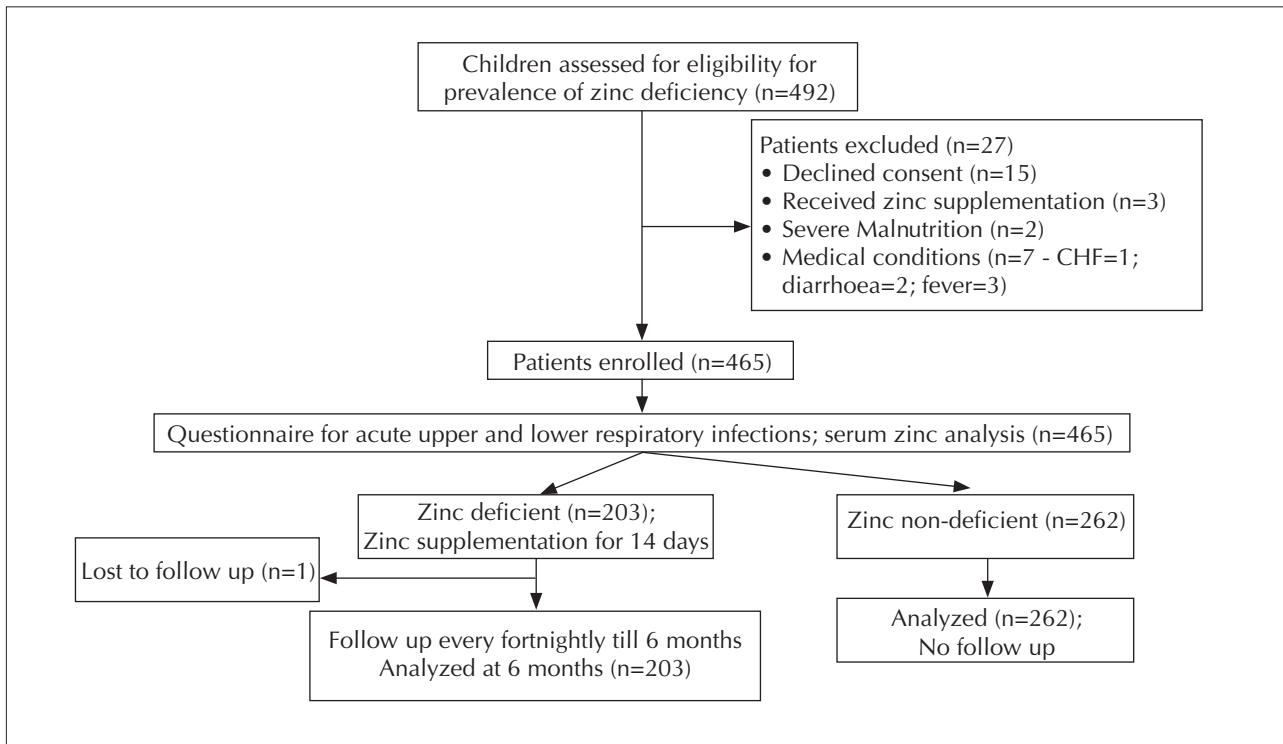 Children assessed for eligibility for
prevalence of zinc deficiency (n=492)
Patients excluded (n=27)
• Declined consent (n=15)
• Received zinc supplementation (n=3)
• Severe Malnutrition (n=2)
• Medical conditions (n=7 - CHF=1;
diarrhoea=2; fever=3)
Patients enrolled (n=465)
Questionnaire for acute upper and lower respiratory infections; serum zinc analysis (n=465)
Zinc deficient (n=203);
Zinc supplementation for 14 days
Zinc non-deficient (n=262)
Lost to follow up (n=1)
Follow up every fortnightly till 6 months
Analyzed at 6 months (n=203)
Analyzed (n=262);
No follow up